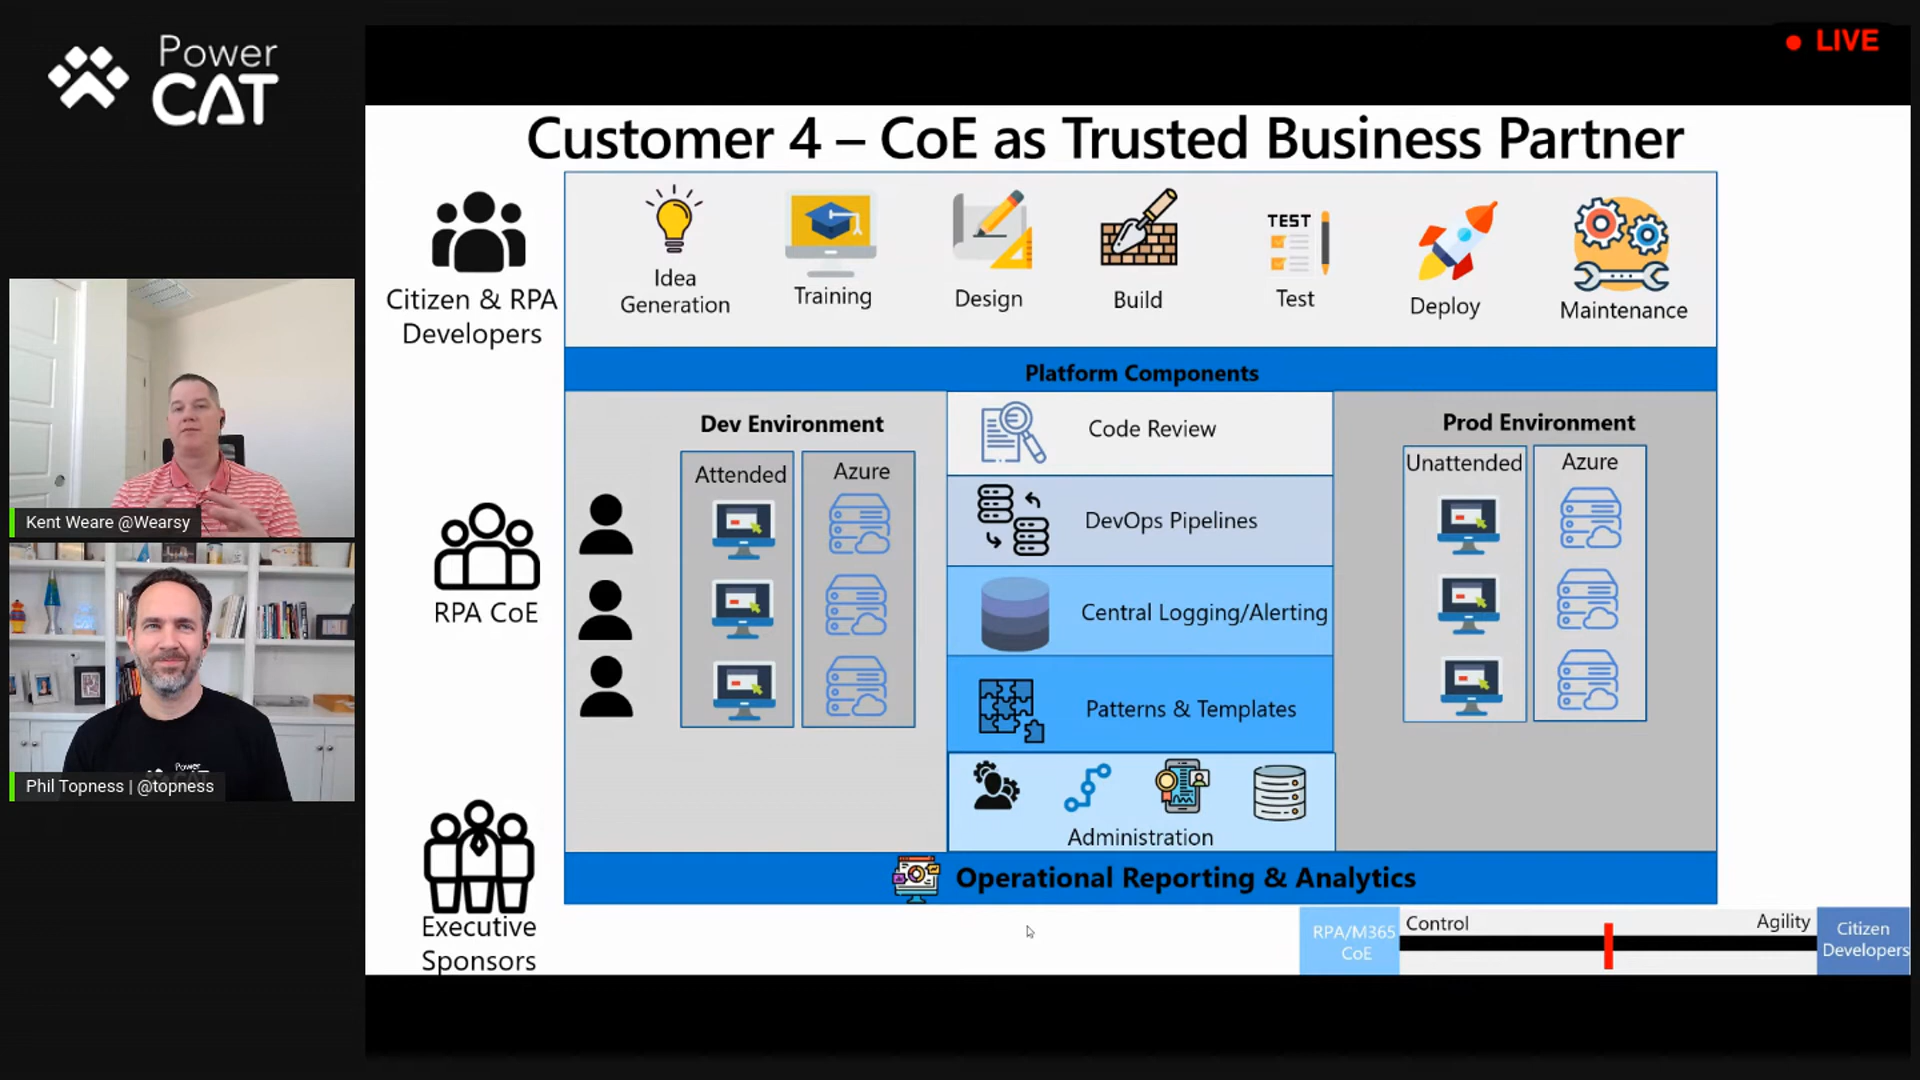 Power
CAT
LIVE
Customer 4 – CoE as Trusted Business Partner
Citizen & RPA
Developers
Idea
Generation
Training
Design
TEST
Build
Test
Deploy
Maintenance
Platform Components
Dev Environment
Attended
Azure
Code Review
DevOps Pipelines
Central Logging/Alerting
Patterns & Templates
Administration
Prod Environment
Unattended
Azure
RPA CoE
Executive
Sponsors
Operational Reporting & Analytics
RPA/M365
CoE
Control
Agility
Citizen
Developers
Kent Weare @Wearsy
Power
CAT
Phil Topness | @topness